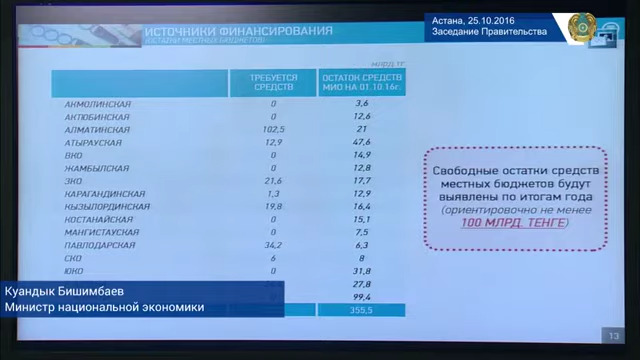 ИСТОЧНИКИ ФИНАНСИРОВАНИЯ
(ОСТАТКИ МЕСТНЫХ БЮДЖЕТОВ)
Астана, 25.10.2016
Заседание Правительства
МЛРД.ТГ
ТРЕБУЕТСЯ СРЕДСТВ ОСТАТОК СРЕДСТВ МИО НА 01.10.16г.
АКМОЛИНСКАЯ 0 3,6
АКТЮБИНСКАЯ 0 12,6
АЛМАТИНСКАЯ 102,5 21
АТЫРАУСКАЯ 12,9 47,6
ВКО 0 14,9
ЖАМБЫЛСКАЯ 0 12,8
ЗКО 21,6 17,7
КАРАГАНДИНСКАЯ 1,3 12,9
КЫЗЫЛОРДИНСКАЯ 19,8 16,4
КОСТАНАЙСКАЯ 0 15,1
МАНГИСТАУСКАЯ 0 7,5
ПАВЛОДАРСКАЯ 34,2 6,3
СКО 6 8
ЮКО 0 31,8
27,8
99,4
355,5
Свободные остатки средств
местных бюджетов будут
выявлены по итогам года
(ориентировочно не менее
100 МЛРД. ТЕНГЕ)
Куандык Бишимбаев
Министр национальной экономики
13